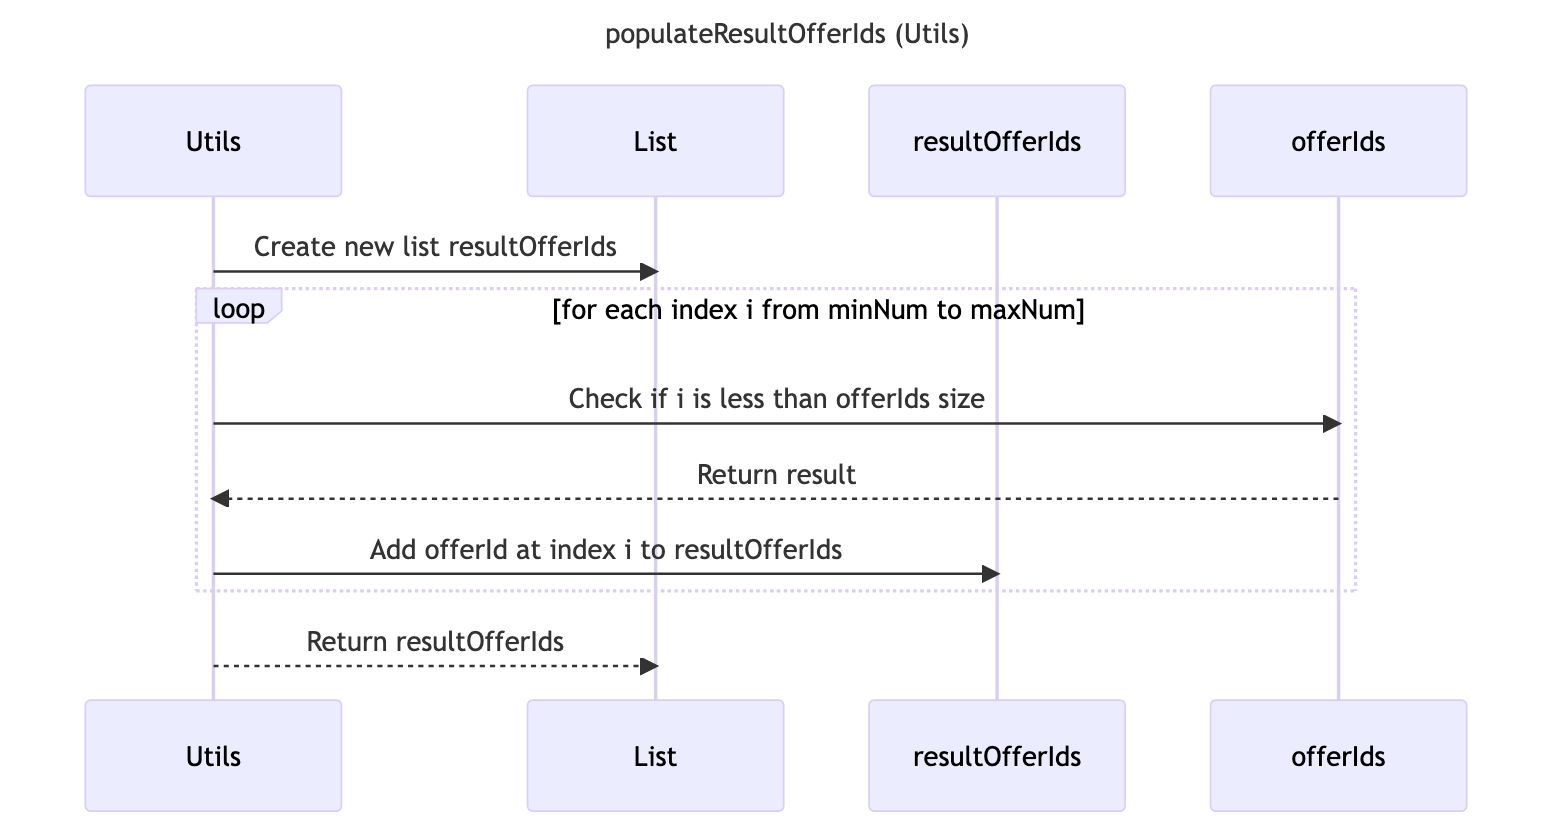 populateResultOfferIds (Utils)
Utils
List
resultOfferIds
offerIds
Create new list resultOfferIds
loop
[for each index i from minNum to maxNum]
Check if i is less than offerIds size
Return result
Add offerId at index i to resultOfferIds
Return resultOfferIds
Utils
List
resultOfferIds
offerIds